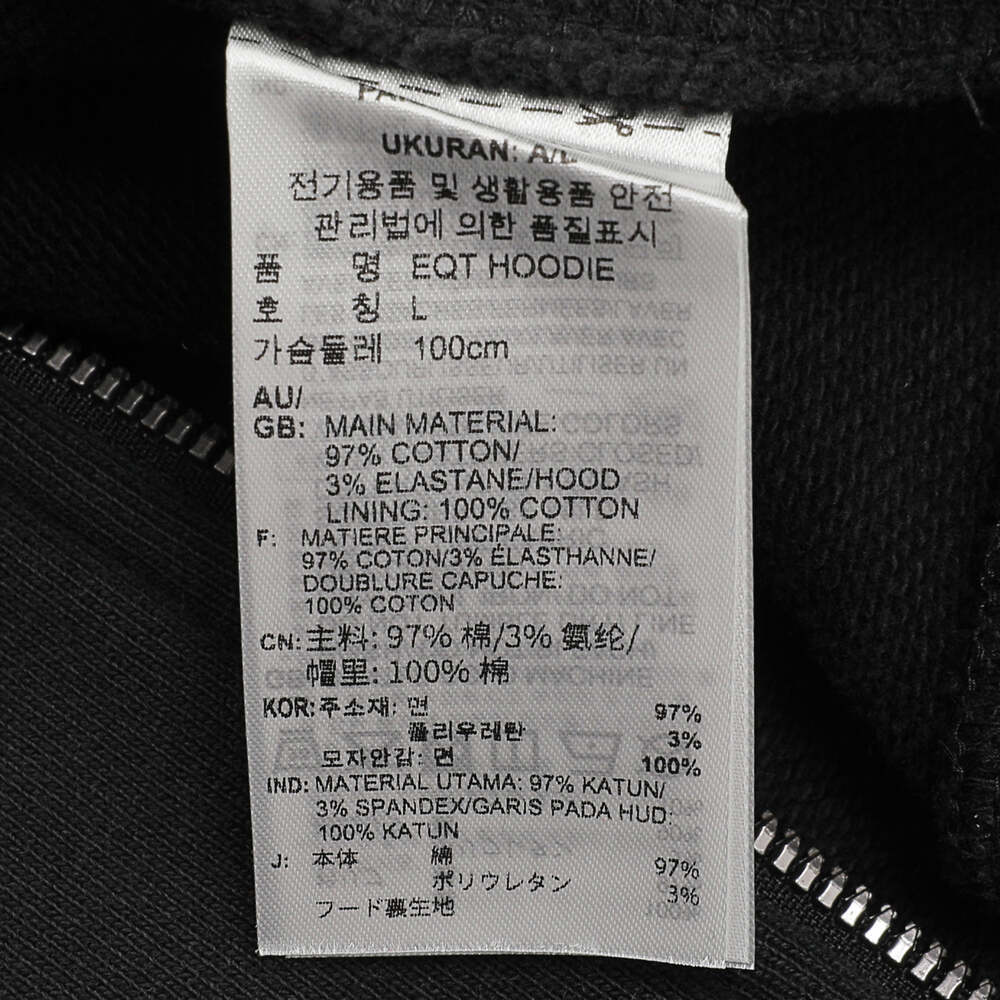 UKURAN: A/L
전기용품 및 생활용품 안전
관리법에 의한 품질표시
품 명 EQT HOODIE
호 칭 L
가슴둘레 100cm
AU/
GB: MAIN MATERIAL:
97% COTTON/
3% ELASTANE/HOOD
LINING: 100% COTTON
F: MATIERE PRINCIPALE:
97% COTON/3% ÉLASTHANNE/
DOUBLURE CAPUCHE:
100% COTON
CN: 主料: 97% 棉/3% 氨纶/
帽里: 100% 棉
KOR: 주소재: 면 97%
폴리우레탄 3%
모자안감: 면 100%
IND: MATERIAL UTAMA: 97% KATUN/
3% SPANDEX/GARIS PADA HUD:
100% KATUN
J: 本体 綿 97%
ポリウレタン 3%
フード裏生地